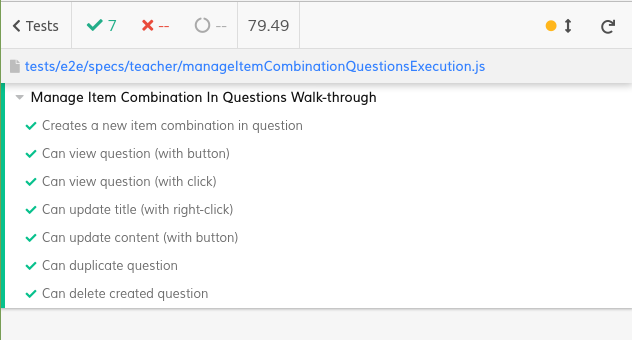 Tests 7 -- -- 79.49
tests/e2e/specs/teacher/manageItemCombinationQuestionsExecution.js
Manage Item Combination In Questions Walk-through
Creates a new item combination in question
Can view question (with button)
Can view question (with click)
Can update title (with right-click)
Can update content (with button)
Can duplicate question
Can delete created question